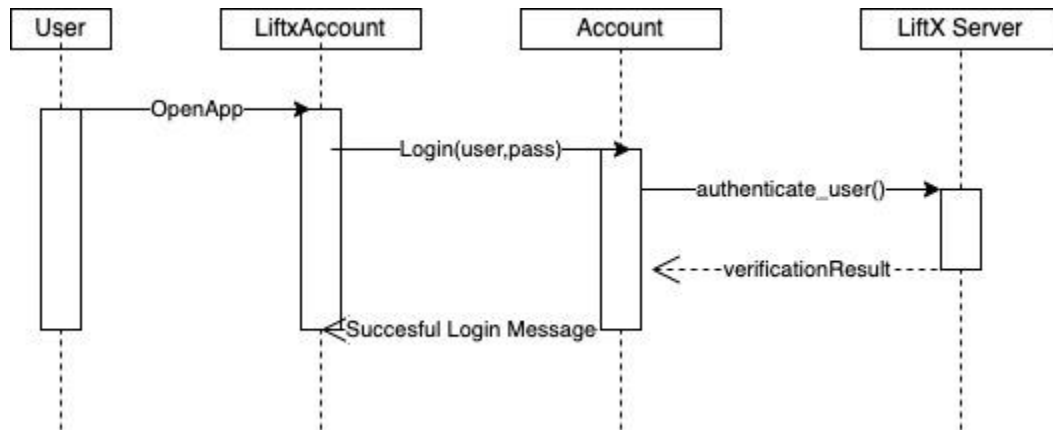 User
LiftxAccount
Account
LiftX Server
OpenApp
Login(user,pass)
authenticate_user()
verificationResult
Succesful Login Message